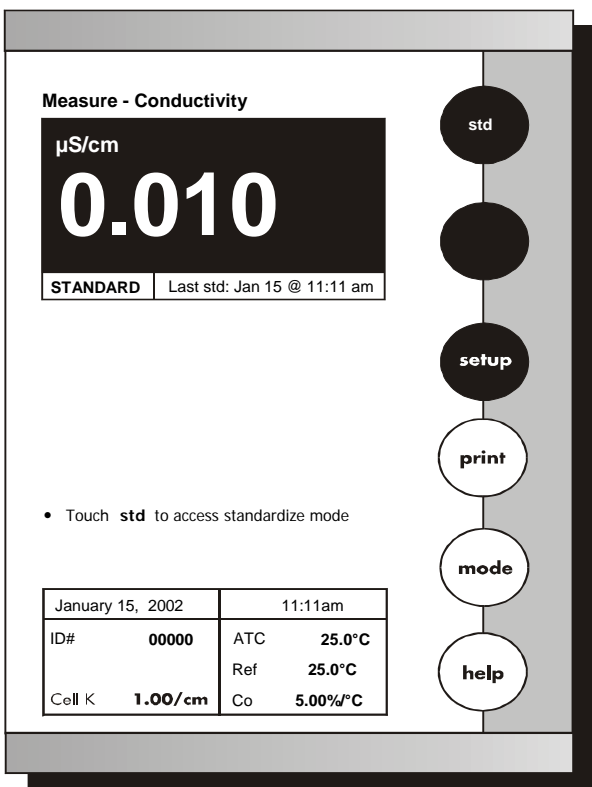 Measure - Conductivity
µS/cm
0.010
STANDARD Last std: Jan 15 @ 11:11 am
• Touch std to access standardize mode
January 15, 2002 11:11am
ID# 00000 ATC 25.0°C
Ref 25.0°C
Cell K 1.00/cm Co 5.00%/°C
std
setup
print
mode
help